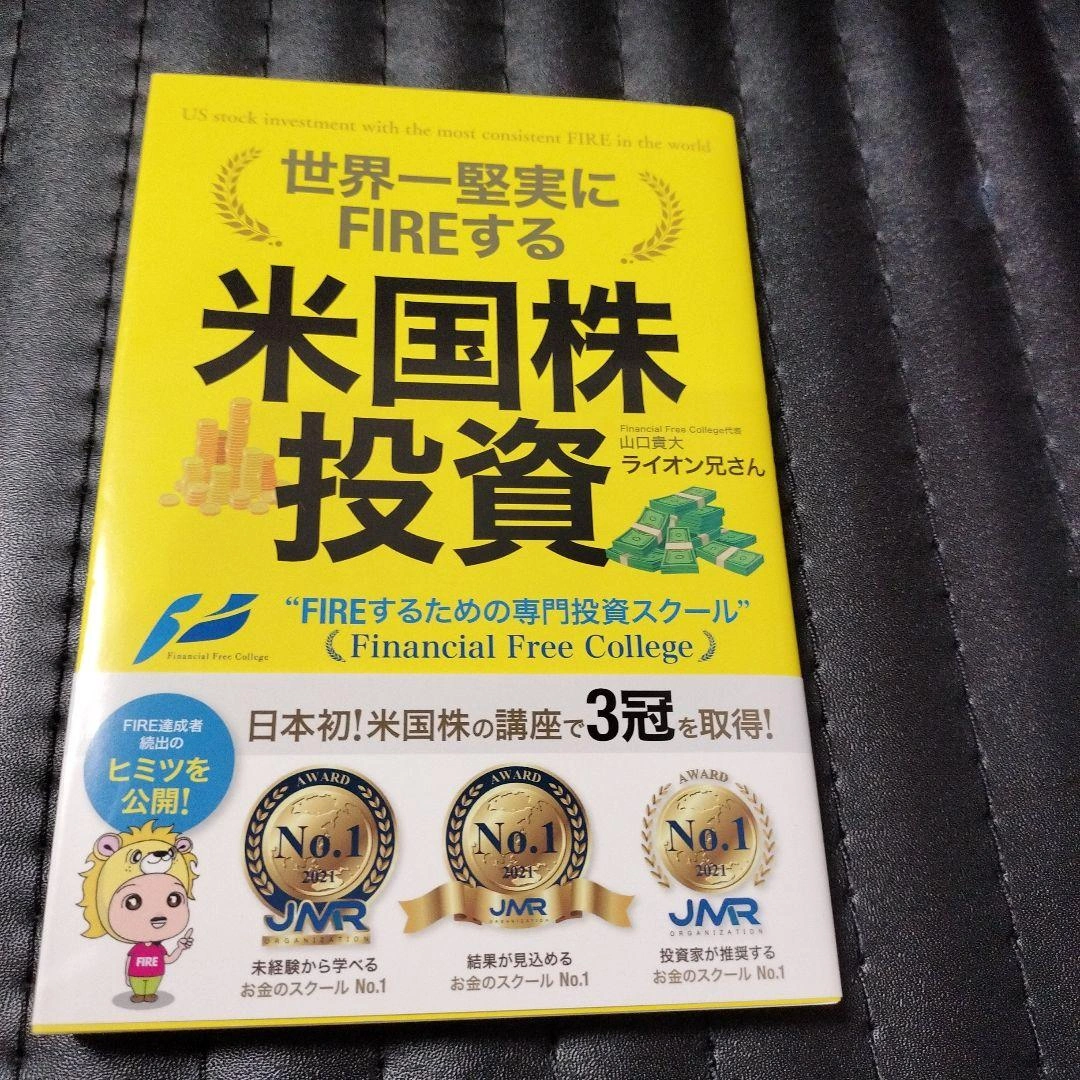 US stock investment with the most consistent FIRE in the world
世界一堅実に
FIREする
米国株
投資
Financial Free College代表
山口貴大
ライオン兄さん
Financial Free College
“FIREするための専門投資スクール”
Financial Free College
FIRE達成者
続出の
ヒミツを
公開!
日本初!米国株の講座で3冠を取得!
AWARD
No.1
2021
JMR
ORGANIZATION
未経験から学べる
お金のスクール No.1
AWARD
No.1
2021
JMR
ORGANIZATION
結果が見込める
お金のスクール No.1
AWARD
No.1
2021
JMR
ORGANIZATION
投資家が推奨する
お金のスクール No.1
FIRE